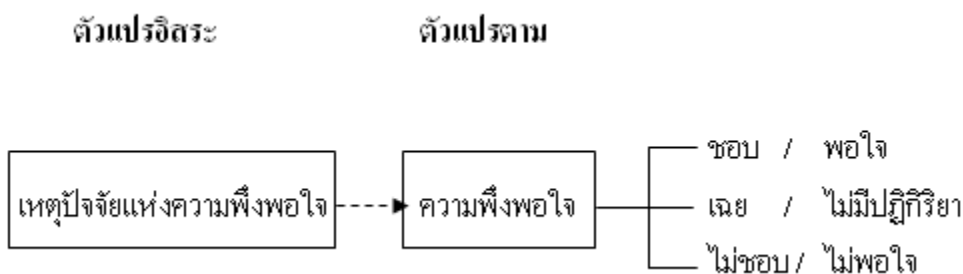 ตัวแปรอิสระ ตัวแปรตาม
ชอบ / พอใจ
เหตุปัจจัยแห่งความพึงพอใจ ความพึงพอใจ เฉย / ไม่มีปฏิกิริยา
ไม่ชอบ / ไม่พอใจ